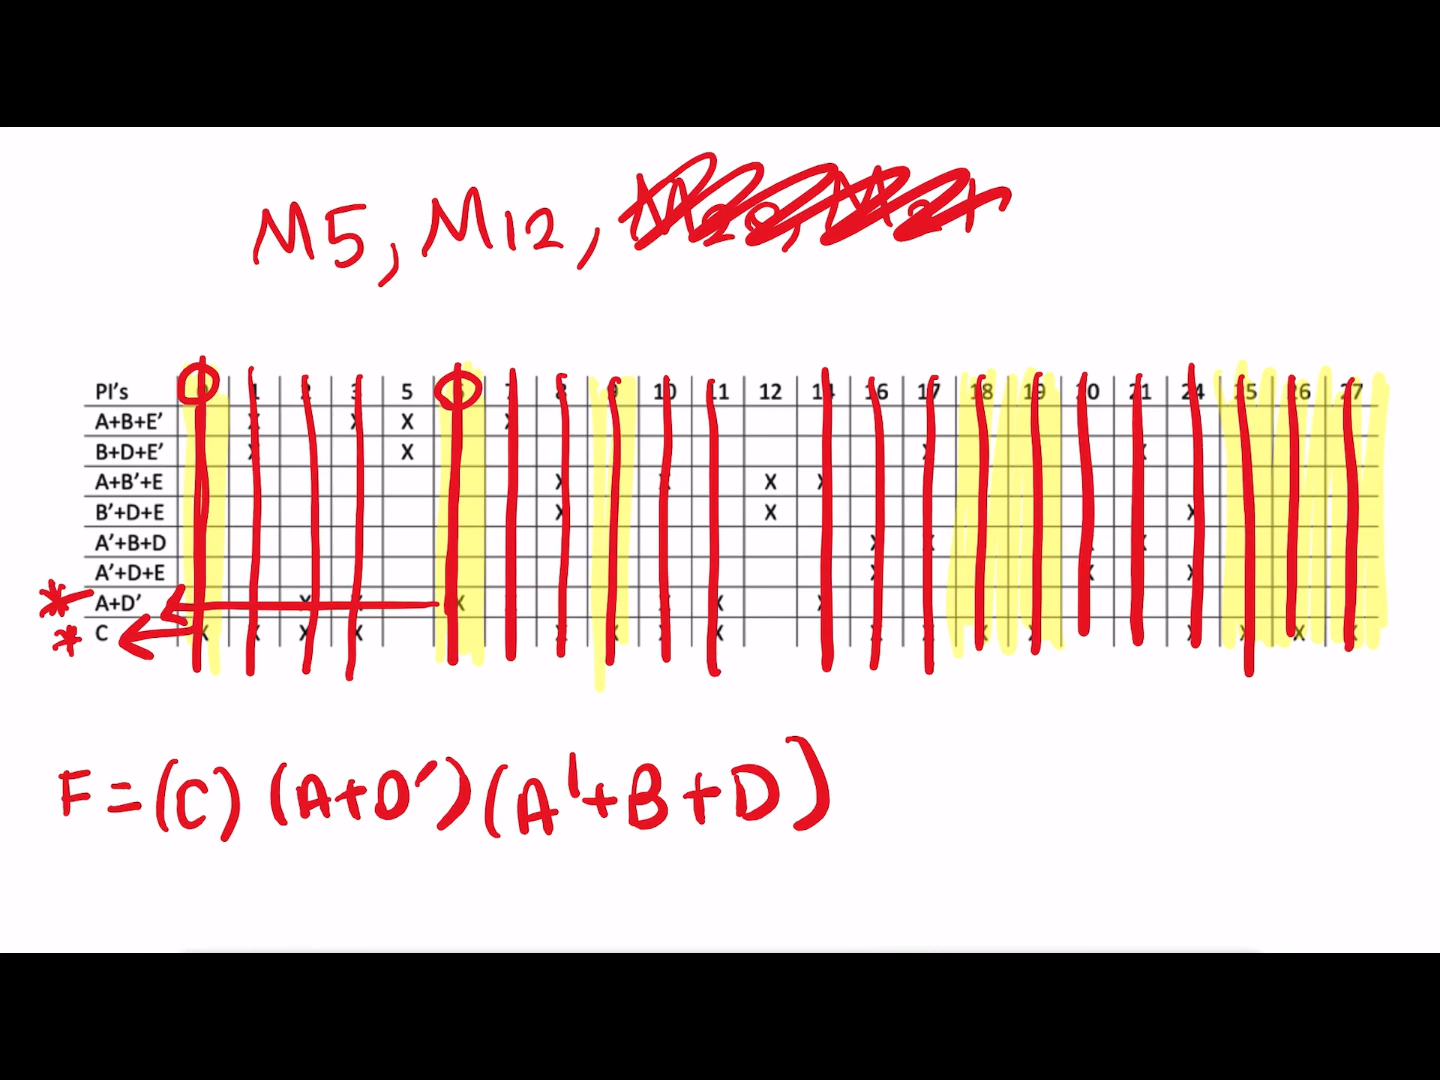 M5, M12,
PI's 0 1 2 3 5 6 7 8 9 10 11 12 14 16 17 18 19 20 21 24 25 26 27
A+B+E' X X X X
B+D+E' X X X X
A+B'+E X X X X
B'+D+E X X X
A'+B+D X X X X
A'+D+E X X X
* A+D' X X X X X X X
* C X X X X X X X X X X X X X X X X
F = (C) (A+D') (A'+B+D)